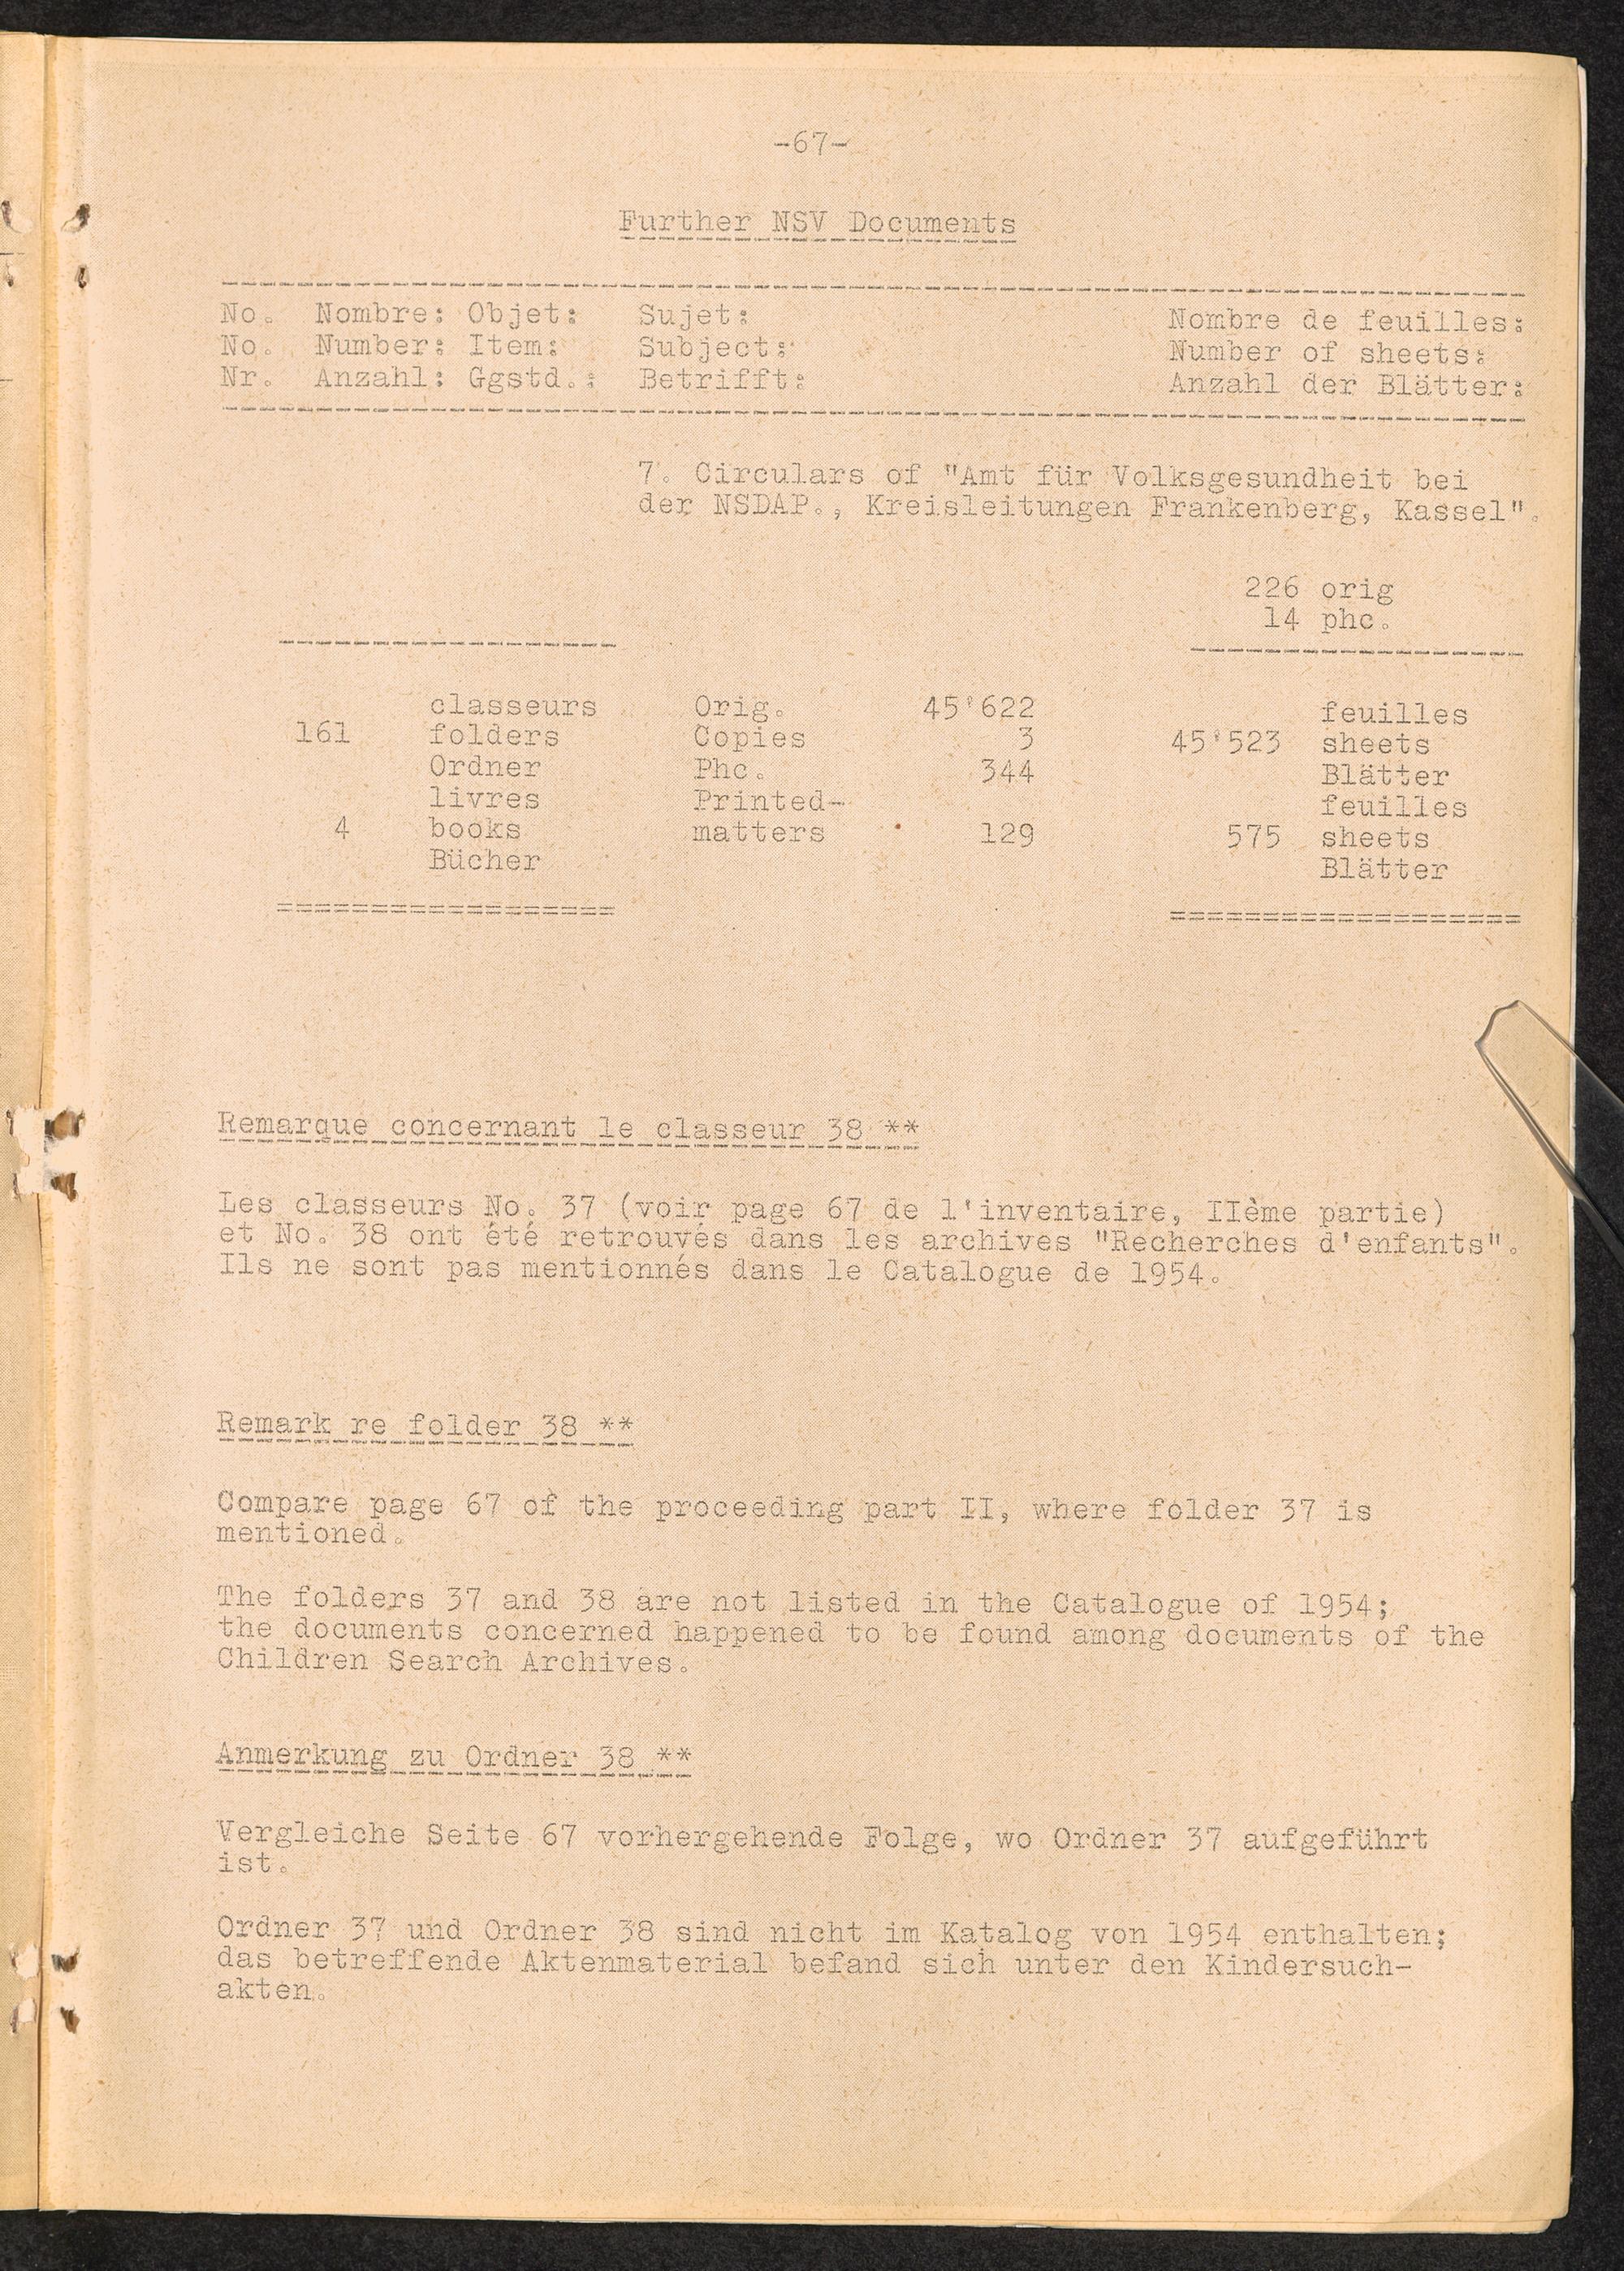 -67-
Further NSV Documents
No. Nombre: Objet: Sujet: Nombre de feuilles:
No. Number: Item: Subject: Number of sheets:
Nr. Anzahl: Ggstd.: Betrifft: Anzahl der Blätter:
7. Circulars of "Amt für Volksgesundheit bei
der NSDAP., Kreisleitungen Frankenberg, Kassel".
226 orig
14 phc.
classeurs Orig. 45'622 feuilles
161 folders Copies 3 45'523 sheets
Ordner Phc. 344 Blätter
livres Printed- feuilles
4 books matters 129 575 sheets
Bücher Blätter
Remarque concernant le classeur 38 **
Les classeurs No. 37 (voir page 67 de l'inventaire, IIème partie)
et No. 38 ont été retrouvés dans les archives "Recherches d'enfants".
Ils ne sont pas mentionnés dans le Catalogue de 1954.
Remark re folder 38 **
Compare page 67 of the proceeding part II, where folder 37 is
mentioned.
The folders 37 and 38 are not listed in the Catalogue of 1954;
the documents concerned happened to be found among documents of the
Children Search Archives.
Anmerkung zu Ordner 38 **
Vergleiche Seite 67 vorhergehende Folge, wo Ordner 37 aufgeführt
ist.
Ordner 37 und Ordner 38 sind nicht im Katalog von 1954 enthalten;
das betreffende Aktenmaterial befand sich unter den Kindersuch-
akten.